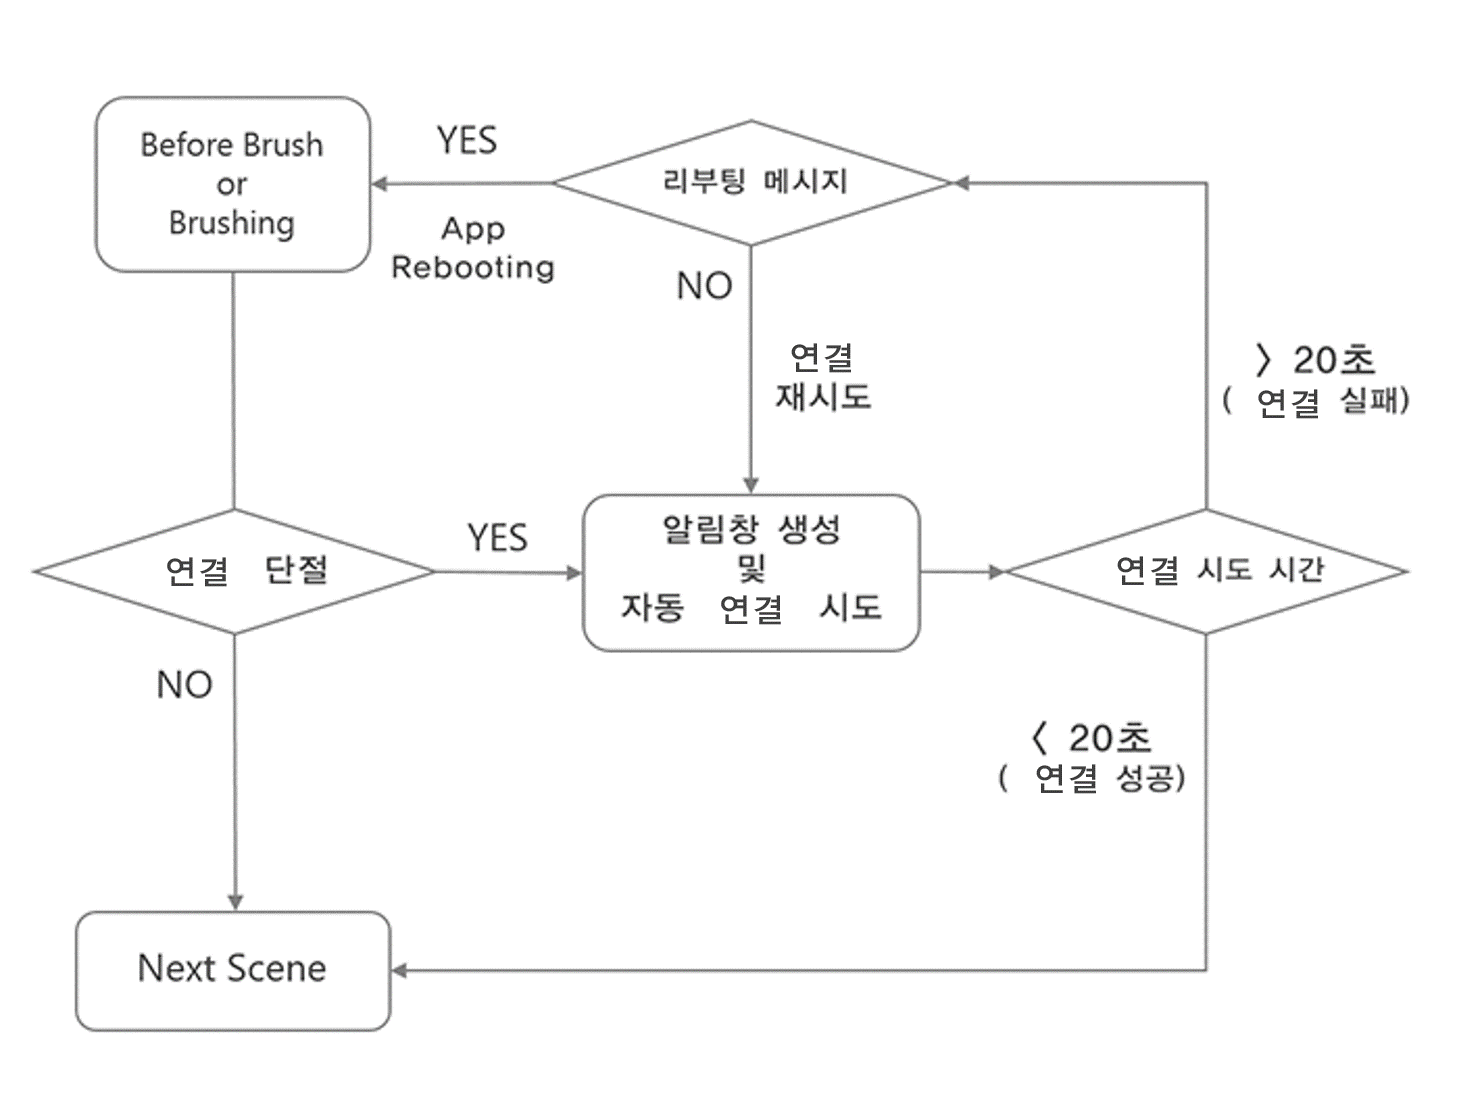 Before Brush
or
Brushing
YES
App
Rebooting
리부팅 메시지
NO
연결
재시도
〉20초
( 연결 실패)
연결 단절
YES
알림창 생성
및
자동 연결 시도
연결 시도 시간
NO
〈 20초
( 연결 성공)
Next Scene